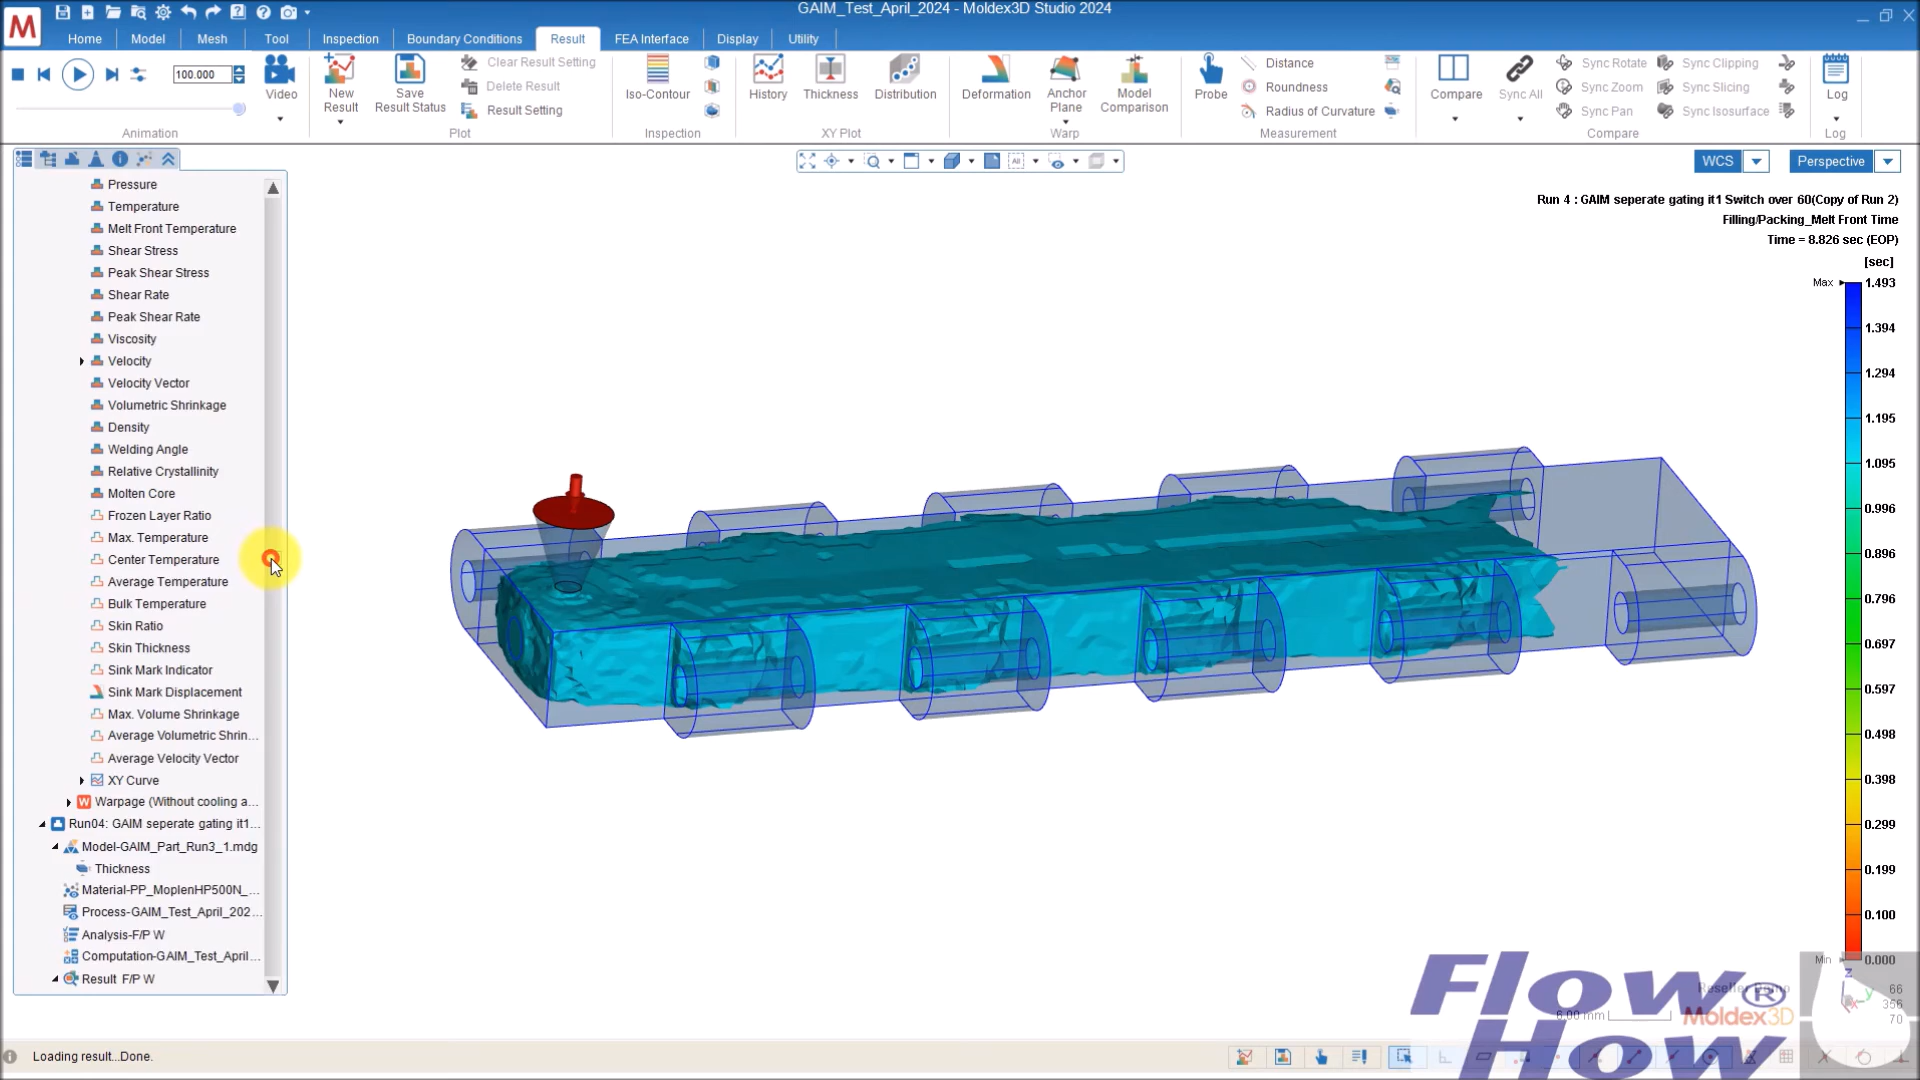 GAIM_Test_April_2024 - Moldex3D Studio 2024
M
Home Model Mesh Tool Inspection Boundary Conditions Result FEA Interface Display Utility
100.000
Video
Animation
New Result
Save Result Status
Clear Result Setting
Delete Result
Result Setting
Plot
Iso-Contour
Inspection
History
Thickness
Distribution
XY Plot
Deformation
Anchor Plane
Model Comparison
Warp
Probe
Distance
Roundness
Radius of Curvature
Measurement
Compare
Sync All
Sync Rotate
Sync Zoom
Sync Pan
Sync Clipping
Sync Slicing
Sync Isosurface
Compare
Log
Log
WCS
Perspective
Pressure
Temperature
Melt Front Temperature
Shear Stress
Peak Shear Stress
Shear Rate
Peak Shear Rate
Viscosity
Velocity
Velocity Vector
Volumetric Shrinkage
Density
Welding Angle
Relative Crystallinity
Molten Core
Frozen Layer Ratio
Max. Temperature
Center Temperature
Average Temperature
Bulk Temperature
Skin Ratio
Skin Thickness
Sink Mark Indicator
Sink Mark Displacement
Max. Volume Shrinkage
Average Volumetric Shrin...
Average Velocity Vector
XY Curve
Warpage (Without cooling a...
Run04: GAIM seperate gating it1...
Model-GAIM_Part_Run3_1.mdg
Thickness
Material-PP_MoplenHP500N_...
Process-GAIM_Test_April_202...
Analysis-F/P W
Computation-GAIM_Test_April...
Result F/P W
Run 4 : GAIM seperate gating it1 Switch over 60(Copy of Run 2)
Filling/Packing_Melt Front Time
Time = 8.826 sec (EOP)
[sec]
Max 1.493
1.394
1.294
1.195
1.095
0.996
0.896
0.796
0.697
0.597
0.498
0.398
0.299
0.199
0.100
Min 0.000
Z
Y
X
66
356
70
Reseller Demo
6.00 mm
Moldex3D
Flow®
How
Loading result...Done.